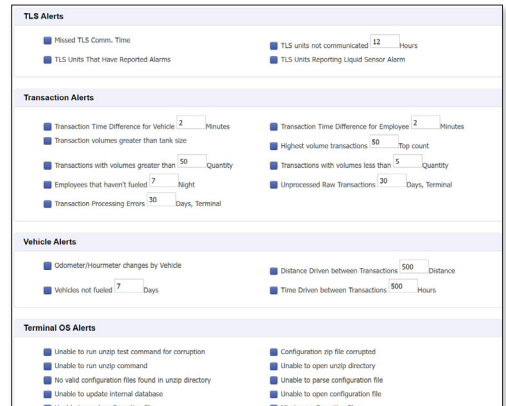 TLS Alerts
Missed TLS Comm. Time
TLS units not communicated 12 Hours
TLS Units That Have Reported Alarms
TLS Units Reporting Liquid Sensor Alarm
Transaction Alerts
Transaction Time Difference for Vehicle 2 Minutes
Transaction Time Difference for Employee 2 Minutes
Transaction volumes greater than tank size
Highest volume transactions 50 Top count
Transactions with volumes greater than 50 Quantity
Transactions with volumes less than 5 Quantity
Employees that haven't fueled 7 Night
Unprocessed Raw Transactions 30 Days, Terminal
Transaction Processing Errors 30 Days, Terminal
Vehicle Alerts
Odometer/Hourmeter changes by Vehicle
Distance Driven between Transactions 500 Distance
Vehicles not fueled 7 Days
Time Driven between Transactions 500 Hours
Terminal OS Alerts
Unable to run unzip test command for corruption
Configuration zip file corrupted
Unable to run unzip command
Unable to open unzip directory
No valid configuration files found in unzip directory
Unable to parse configuration file
Unable to update internal database
Unable to open configuration file